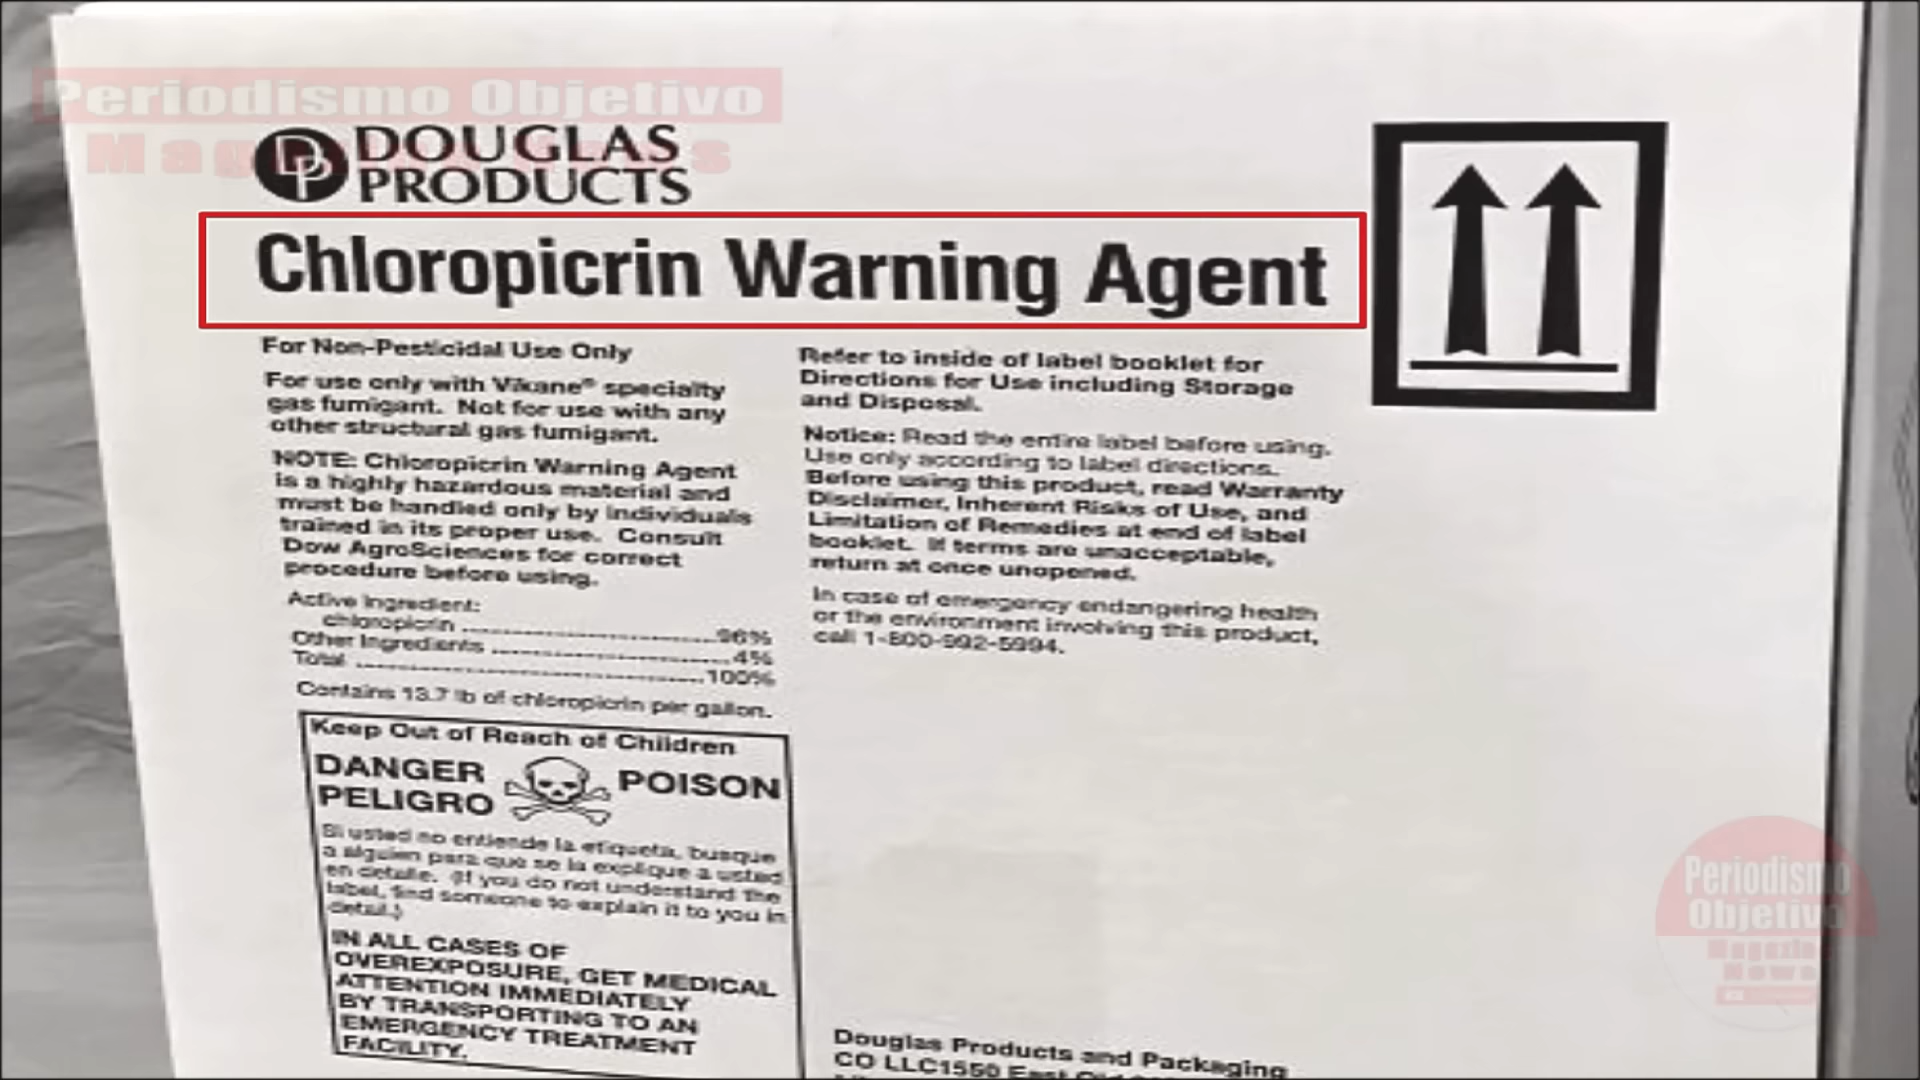 Periodismo Objetivo
DOUGLAS
PRODUCTS
Chloropicrin Warning Agent
For Non-Pesticidal Use Only
For use only with Vikane® specialty
gas fumigant. Not for use with any
other structural gas fumigant.
NOTE: Chloropicrin Warning Agent
is a highly hazardous material and
must be handled only by individuals
trained in its proper use. Consult
Dow AgroSciences for correct
procedure before using.
Active Ingredient:
chloropicrin ........................ 96%
Other Ingredients ........................ 4%
Total ........................ 100%
Contains 13.7 lb of chloropicrin per gallon.
Keep Out of Reach of Children
DANGER POISON
PELIGRO
Si usted no entiende la etiqueta, busque
a alguien para que se la explique a usted
en detalle. (If you do not understand the
label, find someone to explain it to you in
detail.)
IN ALL CASES OF
OVEREXPOSURE, GET MEDICAL
ATTENTION IMMEDIATELY
BY TRANSPORTING TO AN
EMERGENCY TREATMENT
FACILITY.
Refer to inside of label booklet for
Directions for Use including Storage
and Disposal.
Notice: Read the entire label before using.
Use only according to label directions.
Before using this product, read Warranty
Disclaimer, Inherent Risks of Use, and
Limitation of Remedies at end of label
booklet. If terms are unacceptable,
return at once unopened.
In case of emergency endangering health
or the environment involving this product,
call 1-800-992-5994.
Douglas Products and Packaging
CO LLC1550 East Old
Periodismo
Objetivo
Magazine
News